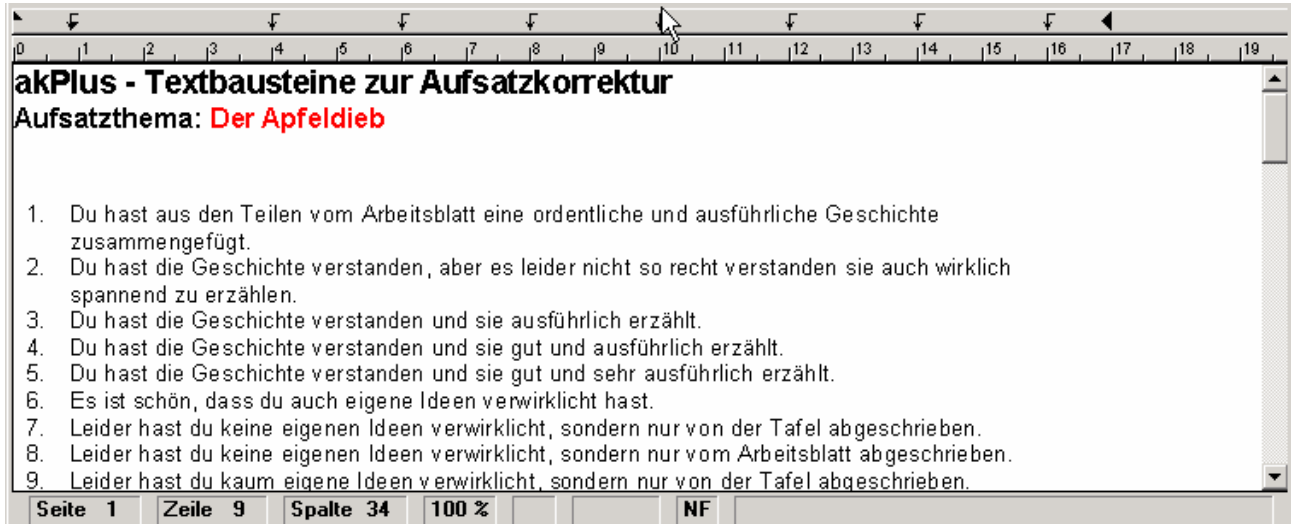 0 1 2 3 4 5 6 7 8 9 10 11 12 13 14 15 16 17 18 19
akPlus - Textbausteine zur Aufsatzkorrektur
Aufsatzthema: Der Apfeldieb
1. Du hast aus den Teilen vom Arbeitsblatt eine ordentliche und ausführliche Geschichte
zusammengefügt.
2. Du hast die Geschichte verstanden, aber es leider nicht so recht verstanden sie auch wirklich
spannend zu erzählen.
3. Du hast die Geschichte verstanden und sie ausführlich erzählt.
4. Du hast die Geschichte verstanden und sie gut und ausführlich erzählt.
5. Du hast die Geschichte verstanden und sie gut und sehr ausführlich erzählt.
6. Es ist schön, dass du auch eigene Ideen verwirklicht hast.
7. Leider hast du keine eigenen Ideen verwirklicht, sondern nur von der Tafel abgeschrieben.
8. Leider hast du keine eigenen Ideen verwirklicht, sondern nur vom Arbeitsblatt abgeschrieben.
9. Leider hast du kaum eigene Ideen verwirklicht, sondern nur von der Tafel abgeschrieben.
Seite 1 Zeile 9 Spalte 34 100 % NF